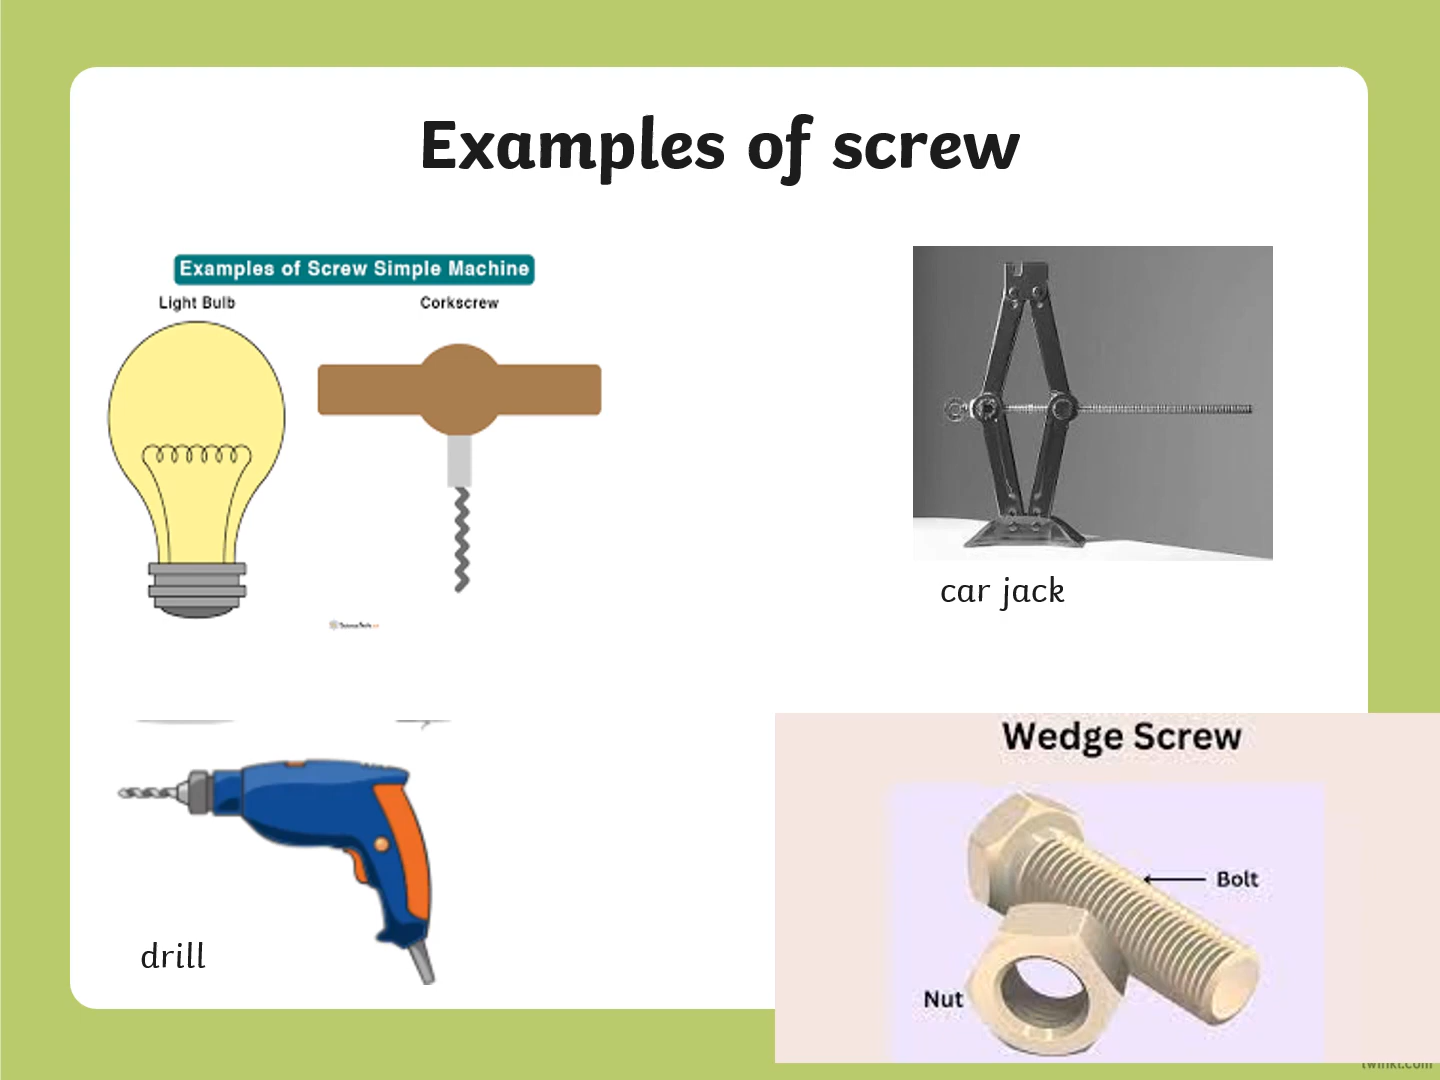 Examples of screw
Examples of Screw Simple Machine
Light Bulb
Corkscrew
car jack
drill
Wedge Screw
Bolt
Nut